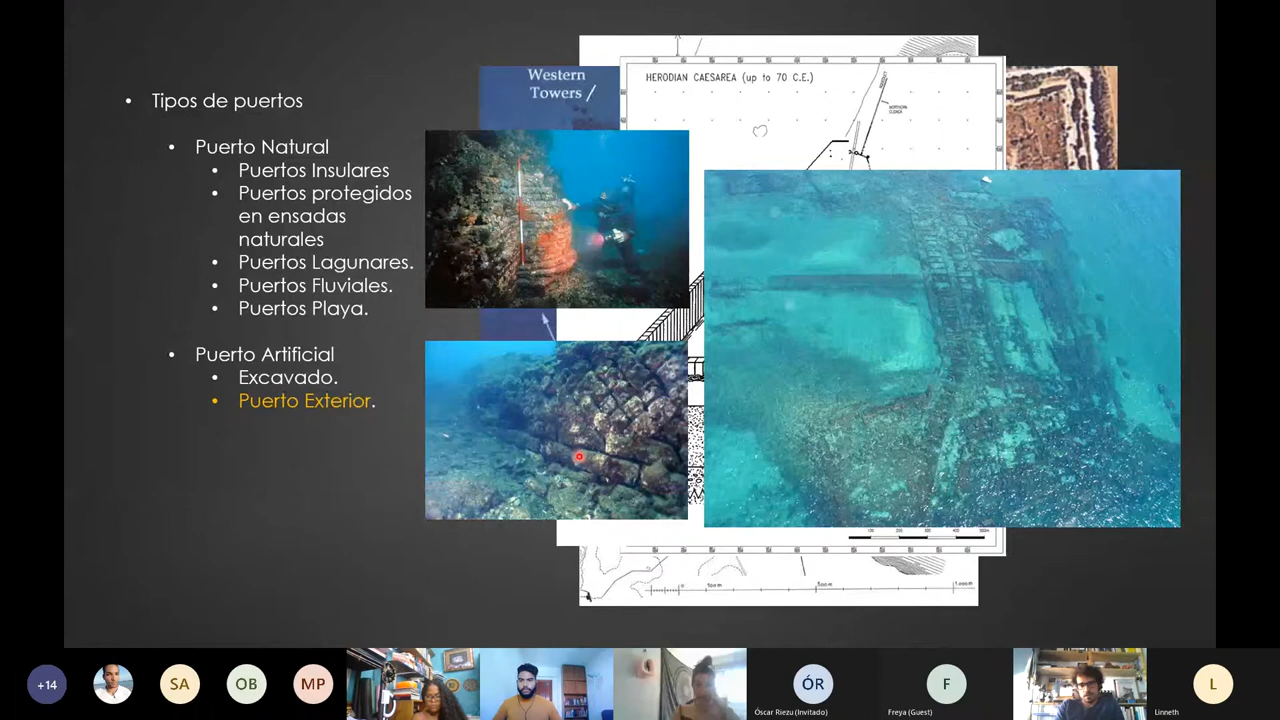 Tipos de puertos
Puerto Natural
Puertos Insulares
Puertos protegidos
en ensadas
naturales
Puertos Lagunares.
Puertos Fluviales.
Puertos Playa.
Puerto Artificial
Excavado.
Puerto Exterior.
Western
Towers /
HERODIAN CAESAREA (up to 70 C.E.)
NORTHERN
+14
SA
OB
MP
ÓR
Óscar Riezu (Invitado)
F
Freya (Guest)
L
Linneth